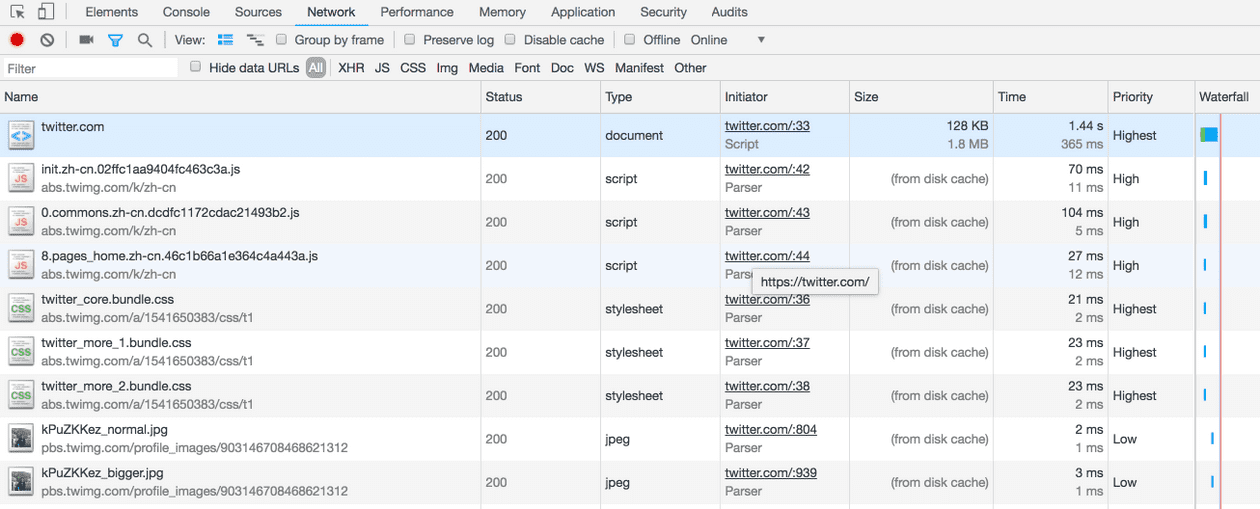 Elements Console Sources Network Performance Memory Application Security Audits
View: Group by frame Preserve log Disable cache Offline Online ▼
Filter Hide data URLs All XHR JS CSS Img Media Font Doc WS Manifest Other
Name Status Type Initiator Size Time Priority Waterfall
twitter.com 200 document twitter.com/:33 128 KB 1.44 s Highest
Script 1.8 MB 365 ms
init.zh-cn.02ffc1aa9404fc463c3a.js 200 script twitter.com/:42 (from disk cache) 70 ms High
abs.twimg.com/k/zh-cn Parser 11 ms
0.commons.zh-cn.dcdfc1172cdac21493b2.js 200 script twitter.com/:43 (from disk cache) 104 ms High
abs.twimg.com/k/zh-cn Parser 5 ms
8.pages_home.zh-cn.46c1b66a1e364c4a443a.js 200 script twitter.com/:44 (from disk cache) 27 ms High
abs.twimg.com/k/zh-cn Parse 12 ms
https://twitter.com/
twitter_core.bundle.css 200 stylesheet twitter.com/:36 (from disk cache) 21 ms Highest
abs.twimg.com/a/1541650383/css/t1 Parser 2 ms
twitter_more_1.bundle.css 200 stylesheet twitter.com/:37 (from disk cache) 23 ms Highest
abs.twimg.com/a/1541650383/css/t1 Parser 2 ms
twitter_more_2.bundle.css 200 stylesheet twitter.com/:38 (from disk cache) 23 ms Highest
abs.twimg.com/a/1541650383/css/t1 Parser 2 ms
kPuZKKez_normal.jpg 200 jpeg twitter.com/:804 (from disk cache) 2 ms Low
pbs.twimg.com/profile_images/903146708468621312 Parser 1 ms
kPuZKKez_bigger.jpg 200 jpeg twitter.com/:939 (from disk cache) 3 ms Low
pbs.twimg.com/profile_images/903146708468621312 Parser 1 ms